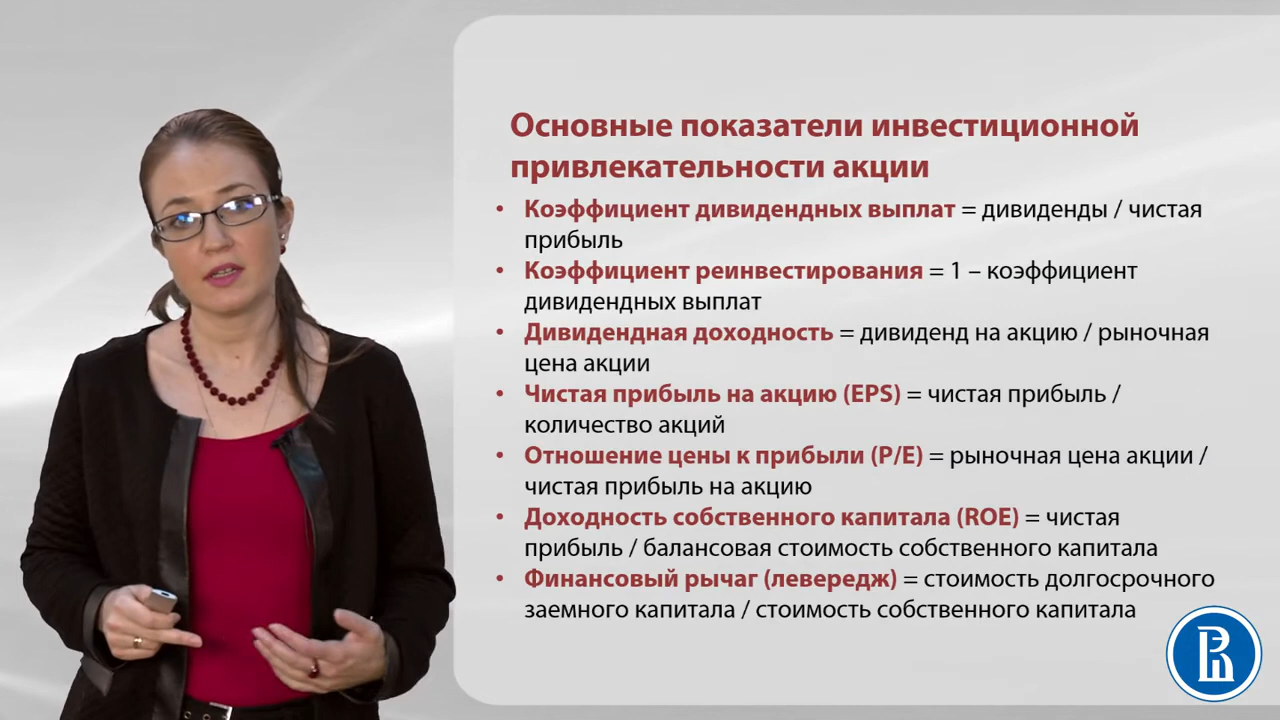 Основные показатели инвестиционной
привлекательности акции
• Коэффициент дивидендных выплат = дивиденды / чистая
прибыль
• Коэффициент реинвестирования = 1 – коэффициент
дивидендных выплат
• Дивидендная доходность = дивиденд на акцию / рыночная
цена акции
• Чистая прибыль на акцию (EPS) = чистая прибыль /
количество акций
• Отношение цены к прибыли (P/E) = рыночная цена акции /
чистая прибыль на акцию
• Доходность собственного капитала (ROE) = чистая
прибыль / балансовая стоимость собственного капитала
• Финансовый рычаг (левередж) = стоимость долгосрочного
заемного капитала / стоимость собственного капитала